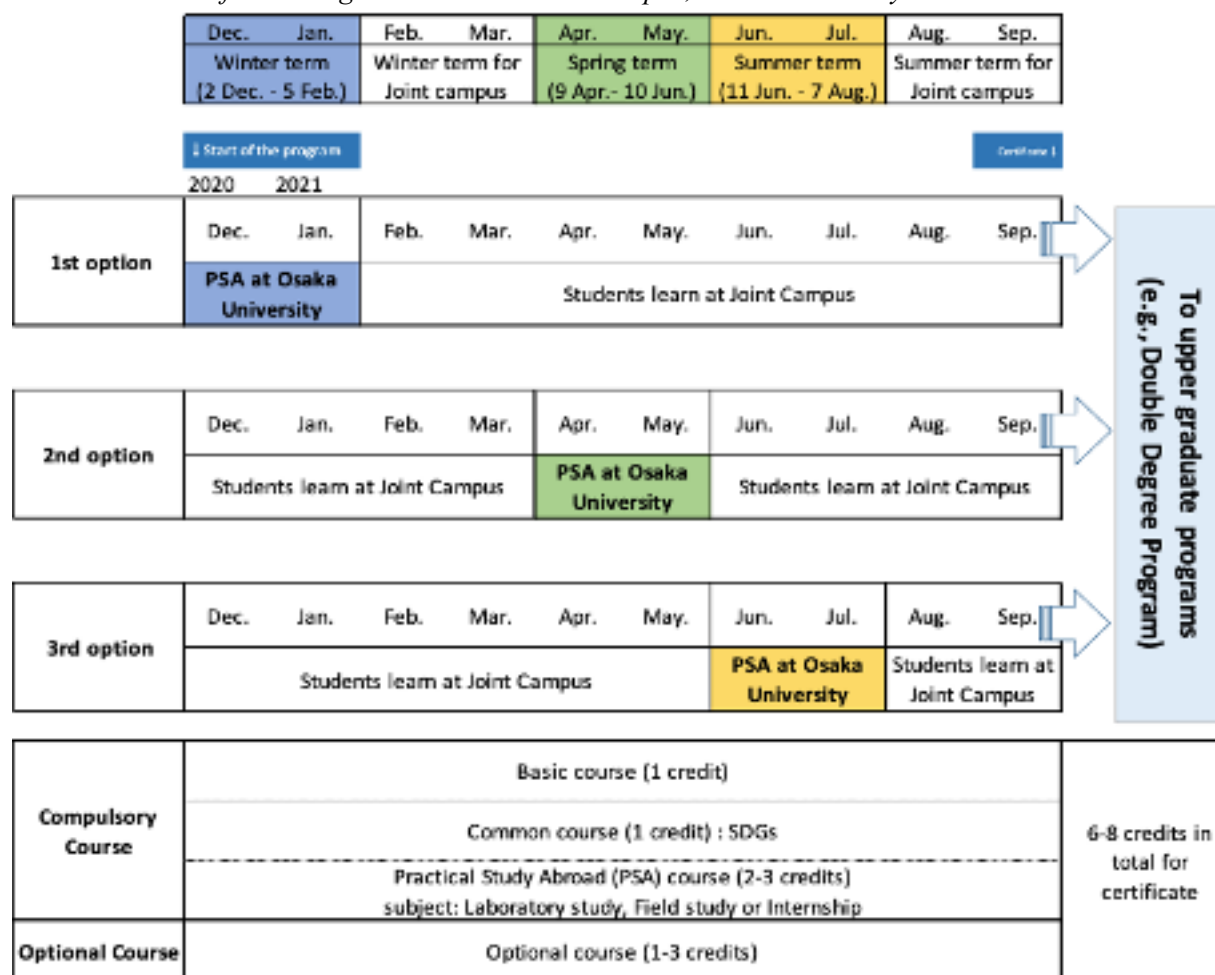 Dec. Jan. Feb. Mar. Apr. May. Jun. Jul. Aug. Sep.
Winter term Winter term for Spring term Summer term Summer term for
(2 Dec. - 5 Feb.) Joint campus (9 Apr.- 10 Jun.) (11 Jun. - 7 Aug.) Joint campus
↓ Start of the program Certificate ↓
2020 2021
Dec. Jan. Feb. Mar. Apr. May. Jun. Jul. Aug. Sep.
1st option
PSA at Osaka
University
Students learn at Joint Campus
Dec. Jan. Feb. Mar. Apr. May. Jun. Jul. Aug. Sep.
2nd option
Students learn at Joint Campus
PSA at Osaka
University
Students learn at Joint Campus
Dec. Jan. Feb. Mar. Apr. May. Jun. Jul. Aug. Sep.
3rd option
Students learn at Joint Campus
PSA at Osaka
University
Students learn at
Joint Campus
To upper graduate programs
(e.g., Double Degree Program)
Compulsory
Course
Basic course (1 credit)
Common course (1 credit) : SDGs
Practical Study Abroad (PSA) course (2-3 credits)
subject: Laboratory study, Field study or Internship
6-8 credits in
total for
certificate
Optional Course
Optional course (1-3 credits)